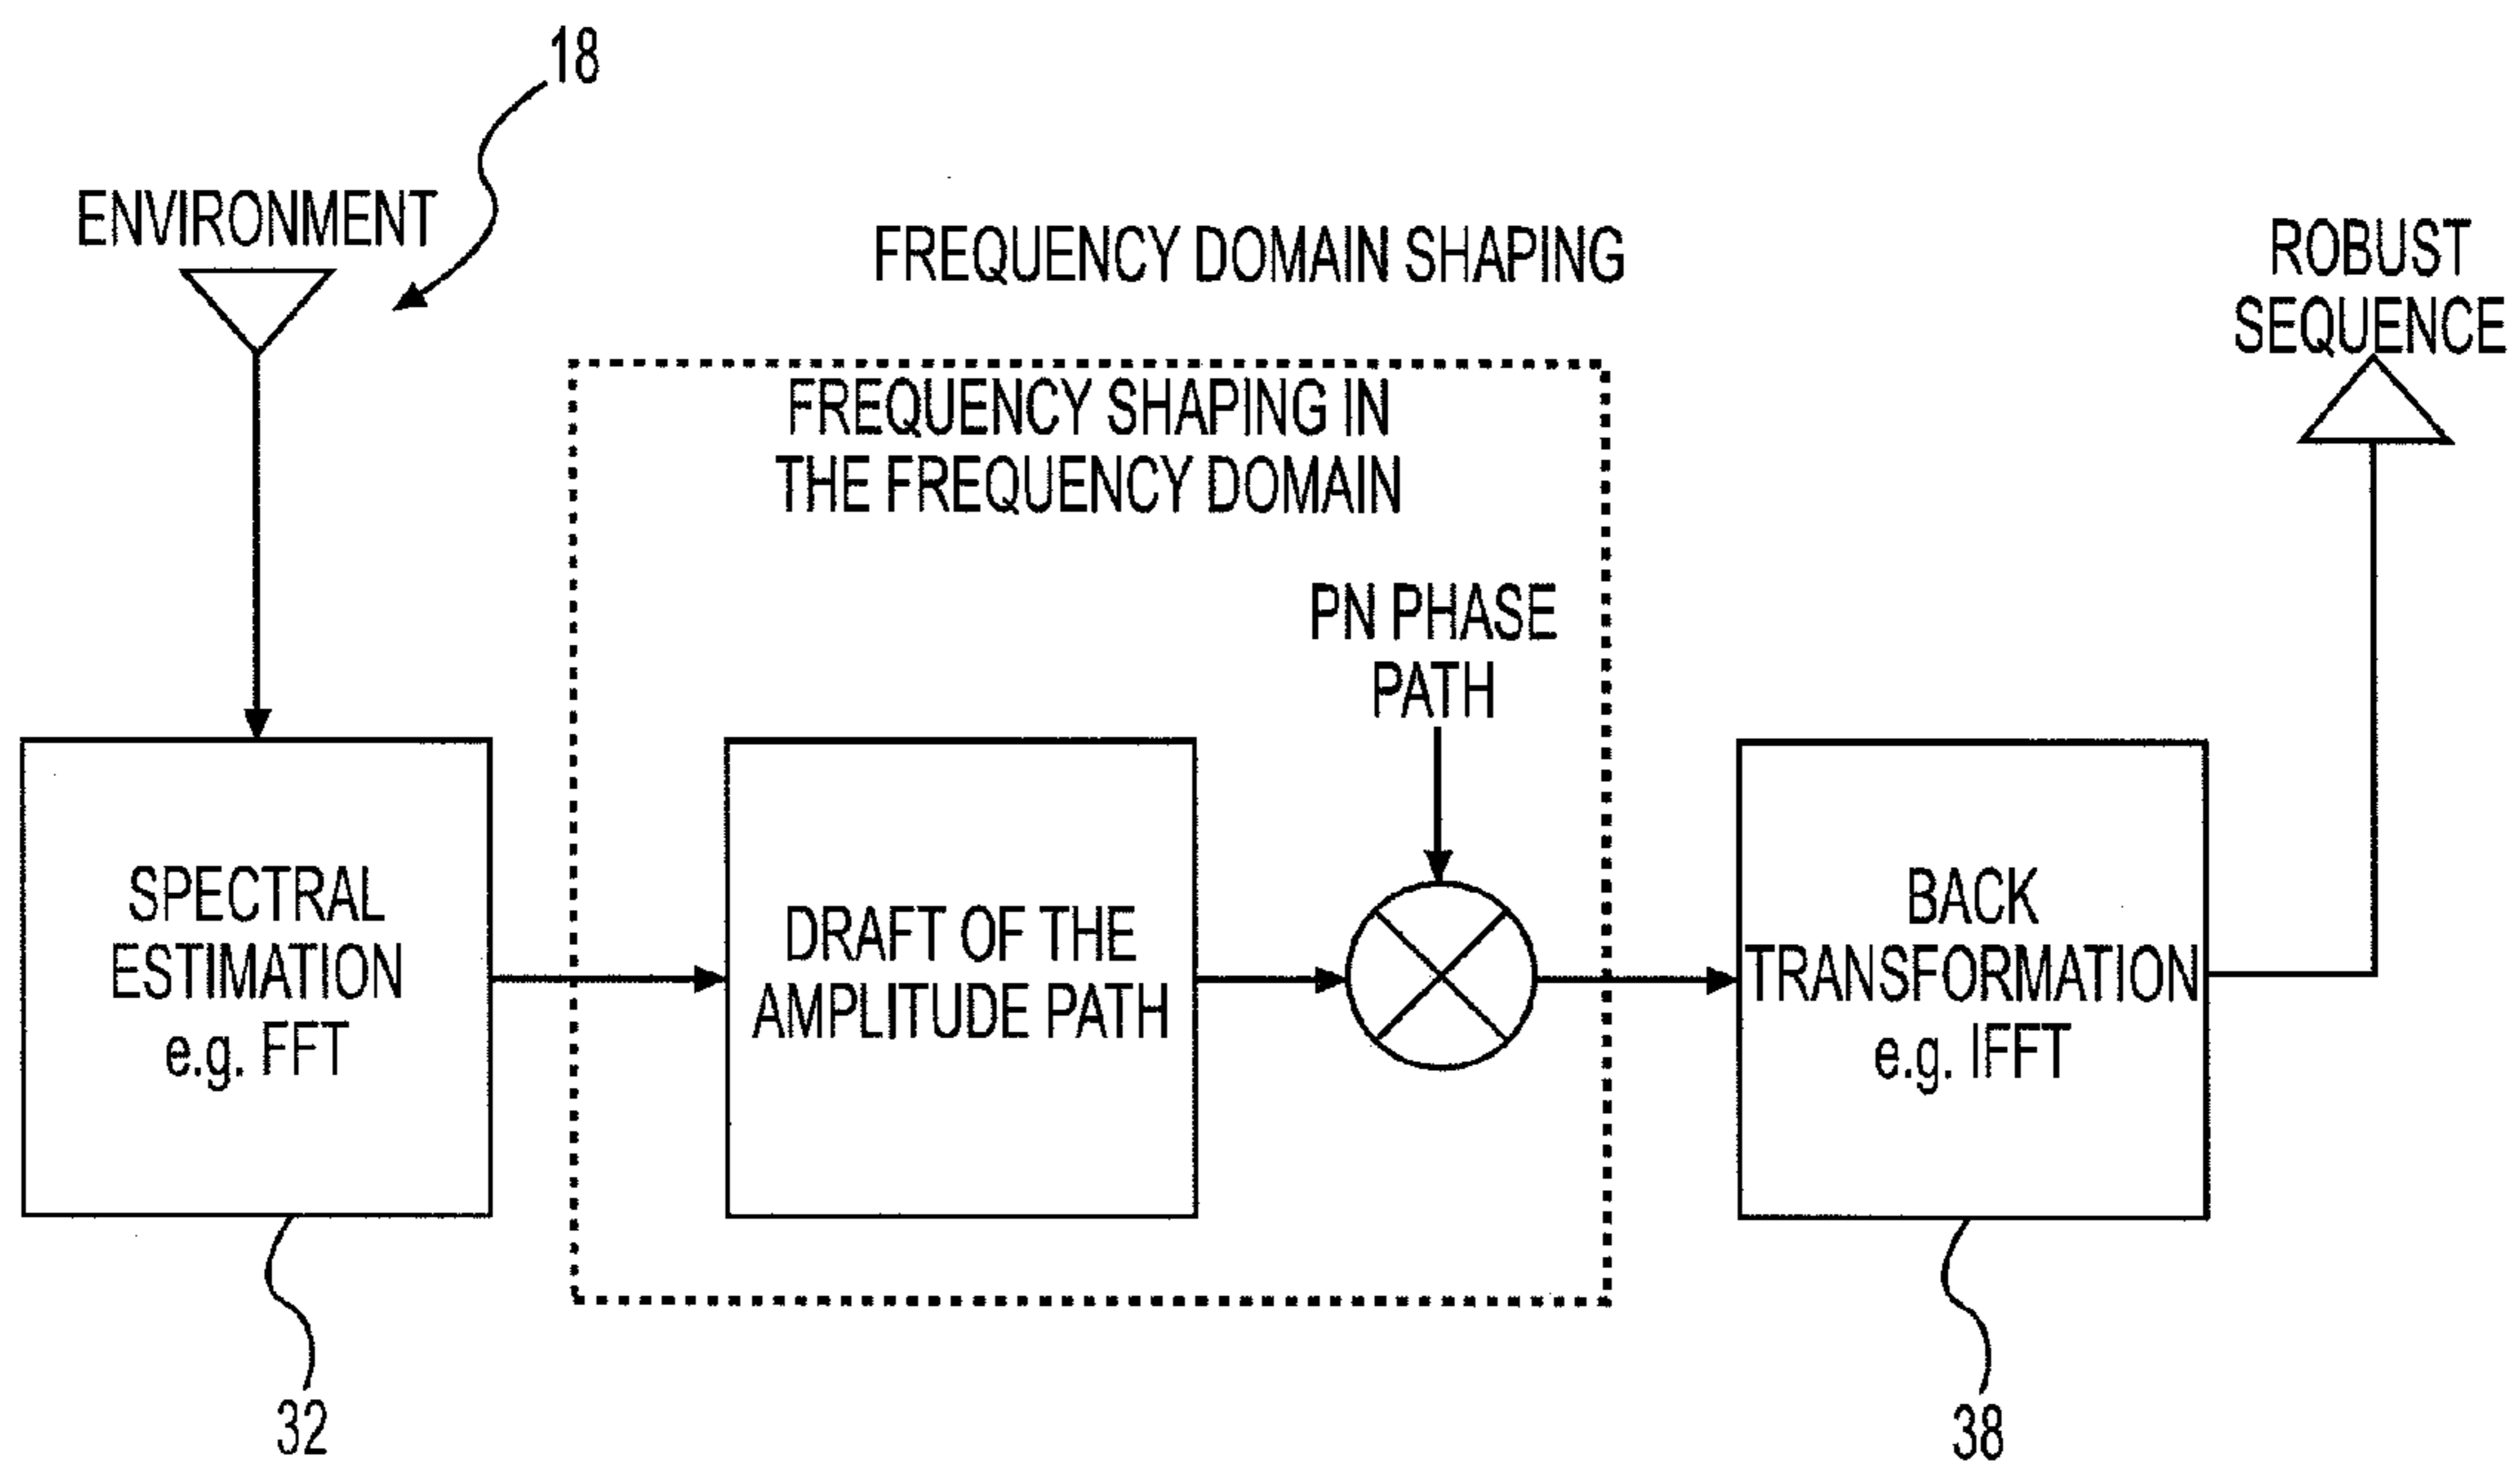 18
ENVIRONMENT
FREQUENCY DOMAIN SHAPING
ROBUST
SEQUENCE
FREQUENCY SHAPING IN
THE FREQUENCY DOMAIN
PN PHASE
PATH
SPECTRAL
ESTIMATION
e.g. FFT
DRAFT OF THE
AMPLITUDE PATH
BACK
TRANSFORMATION
e.g. IFFT
32
38